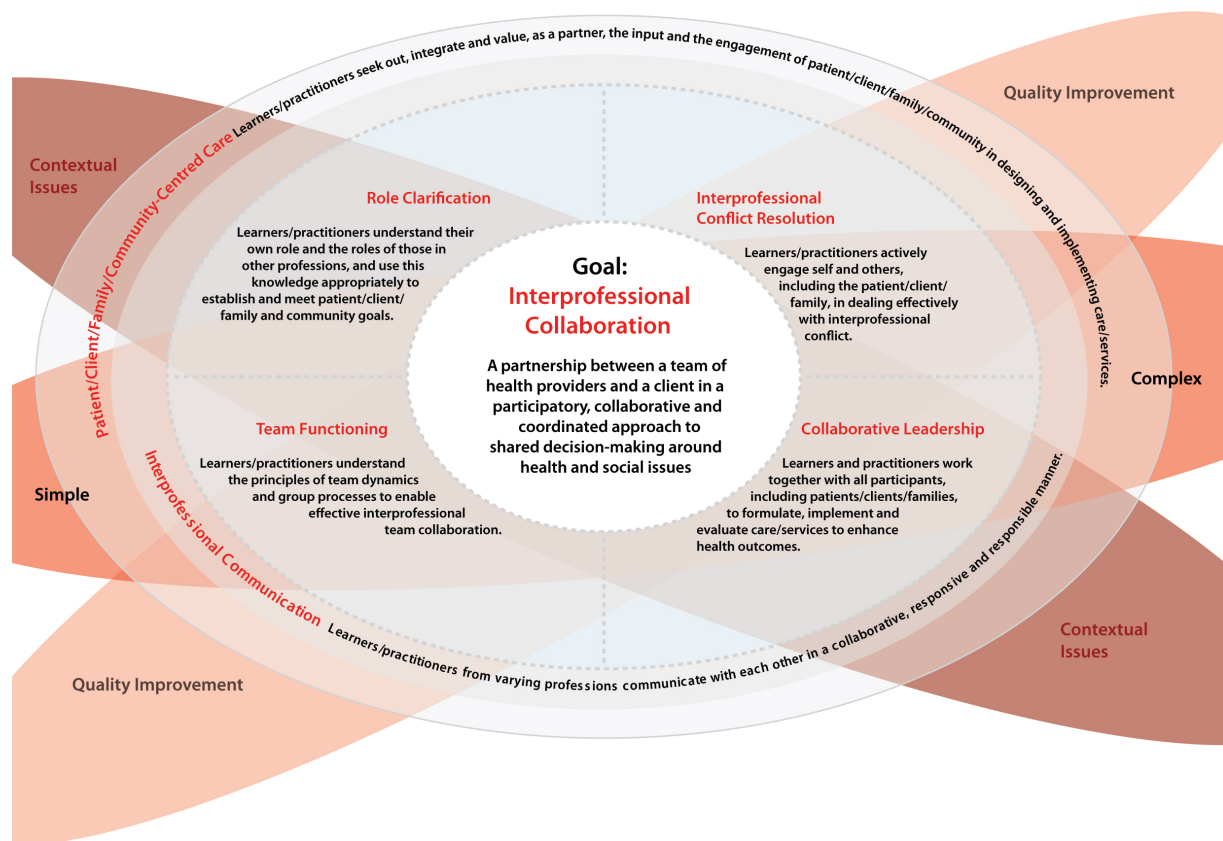 Patient/Client/Family/Community-Centred Care Learners/practitioners seek out, integrate and value, as a partner, the input and the engagement of patient/client/family/community in designing and implementing care/services.
Quality Improvement
Contextual
Issues
Role Clarification
Learners/practitioners understand their
own role and the roles of those in
other professions, and use this
knowledge appropriately to
establish and meet patient/client/
family and community goals.
Interprofessional
Conflict Resolution
Learners/practitioners actively
engage self and others,
including the patient/client/
family, in dealing effectively
with interprofessional
conflict.
Goal:
Interprofessional
Collaboration
A partnership between a team of
health providers and a client in a
participatory, collaborative and
coordinated approach to
shared decision-making around
health and social issues
Simple
Complex
Team Functioning
Learners/practitioners understand
the principles of team dynamics
and group processes to enable
effective interprofessional
team collaboration.
Collaborative Leadership
Learners and practitioners work
together with all participants,
including patients/clients/families,
to formulate, implement and
evaluate care/services to enhance
health outcomes.
Interprofessional Communication Learners/practitioners from varying professions communicate with each other in a collaborative, responsive and responsible manner.
Quality Improvement
Contextual
Issues